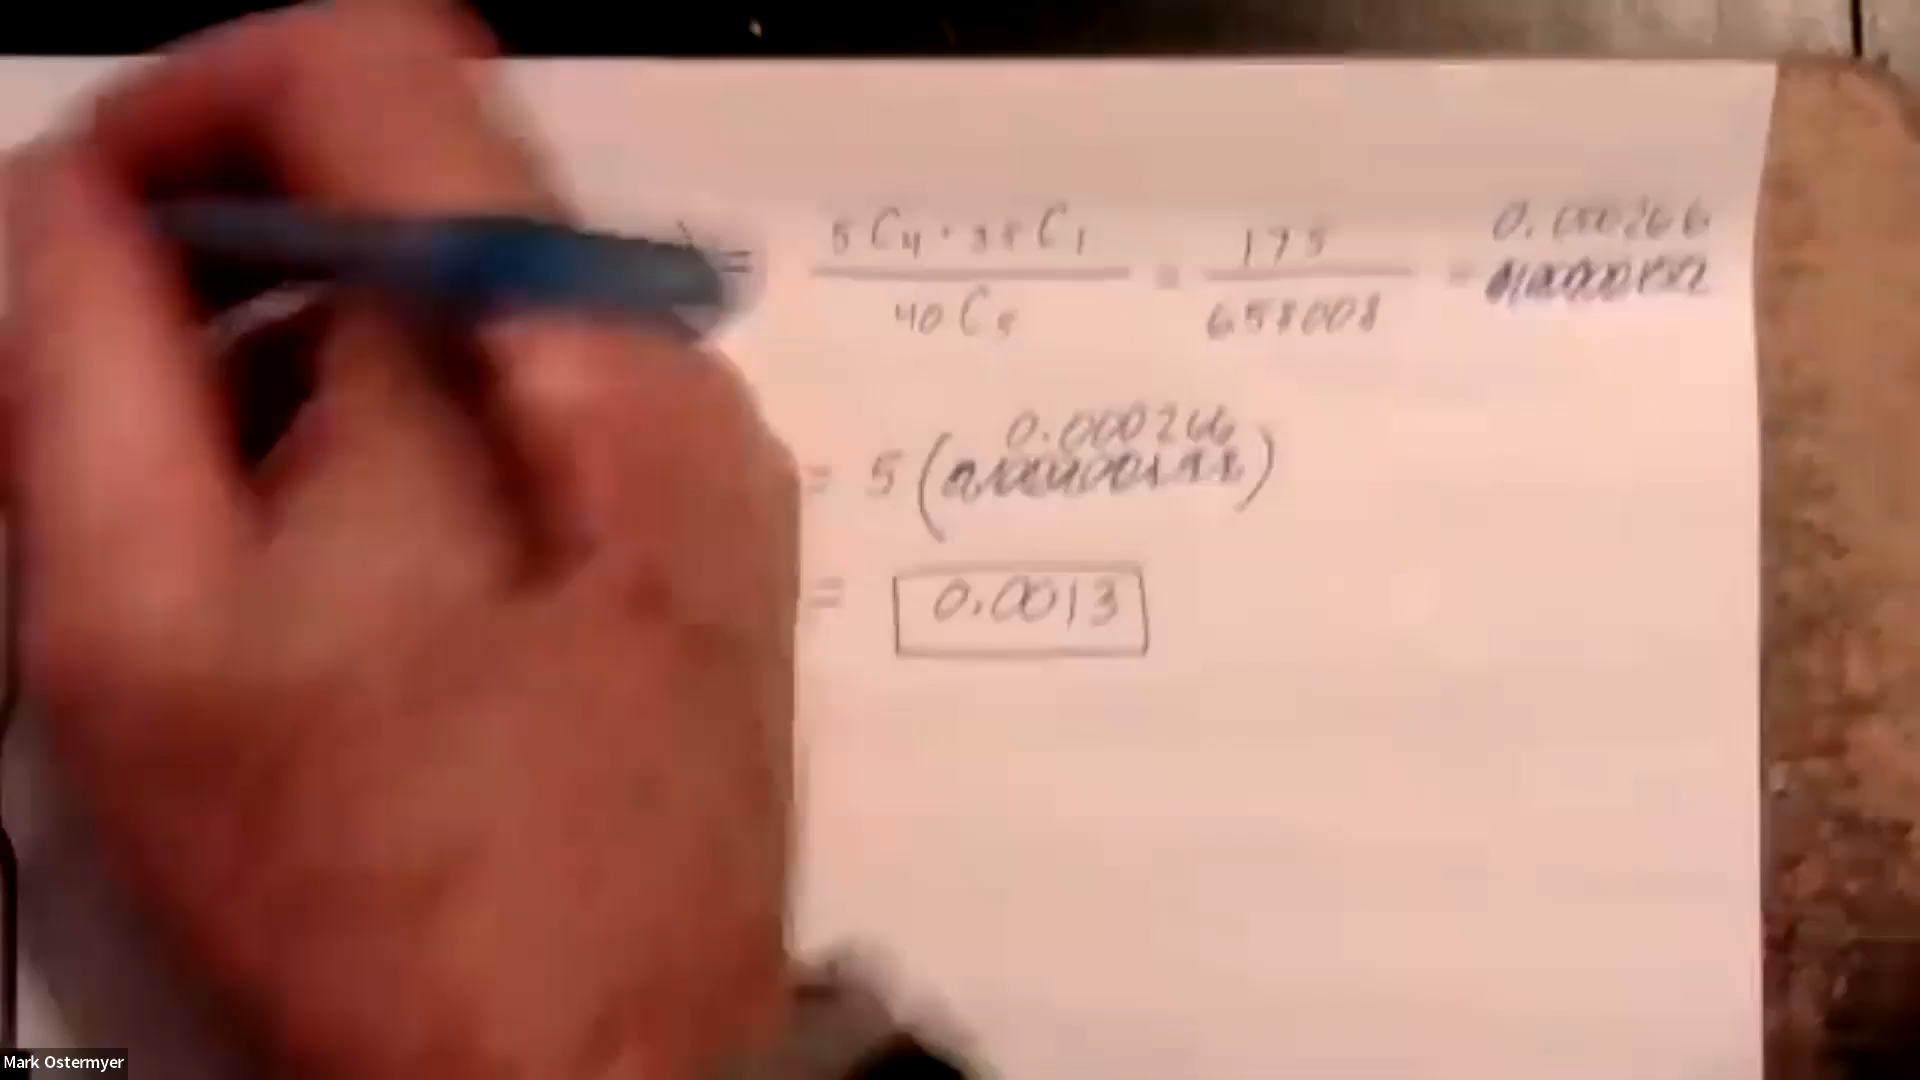 = 5C4 · 35C1 / 40C5 = 175 / 658008 = 0.000266
= 5 (0.000266)
= 0.0013
Mark Ostermyer